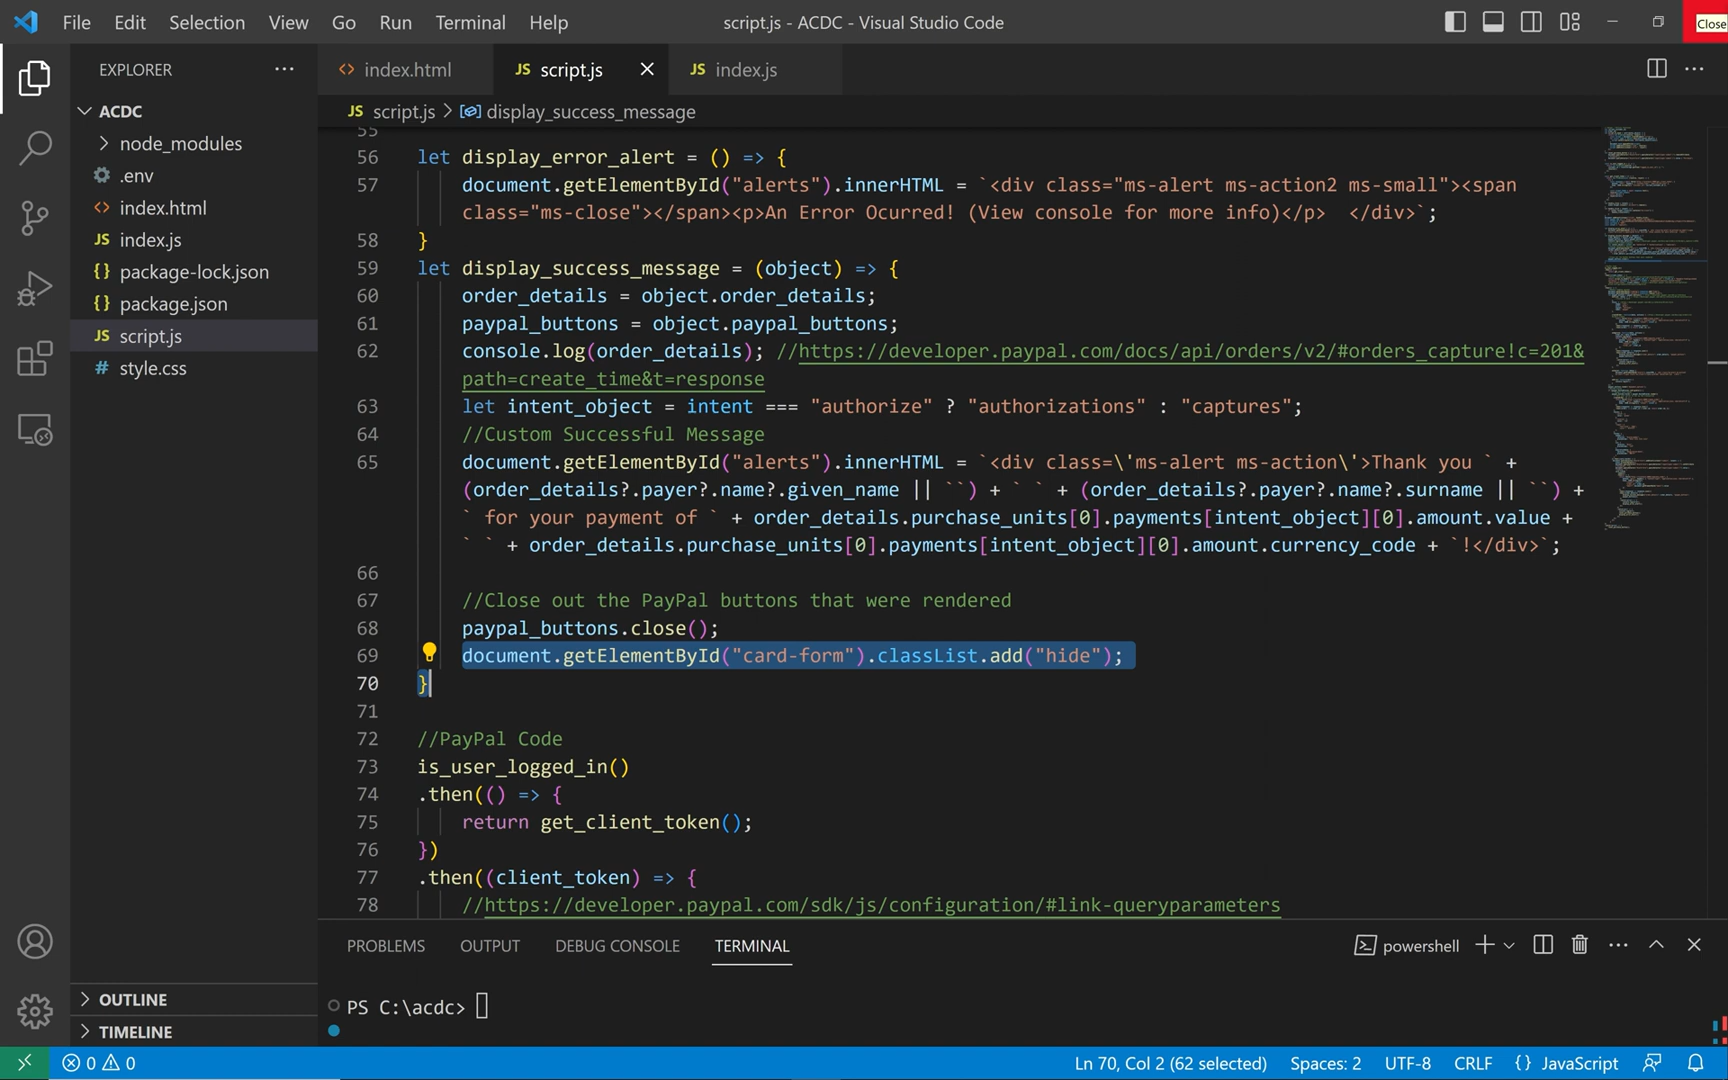 File Edit Selection View Go Run Terminal Help
script.js - ACDC - Visual Studio Code
Close
EXPLORER
ACDC
node_modules
.env
index.html
index.js
package-lock.json
package.json
script.js
style.css
OUTLINE
TIMELINE
index.html
JS script.js
JS index.js
JS script.js > display_success_message
55
56 let display_error_alert = () => {
57 document.getElementById("alerts").innerHTML = `<div class="ms-alert ms-action2 ms-small"><span
class="ms-close"></span><p>An Error Ocurred! (View console for more info)</p>  </div>`;
58 }
59 let display_success_message = (object) => {
60 order_details = object.order_details;
61 paypal_buttons = object.paypal_buttons;
62 console.log(order_details); //https://developer.paypal.com/docs/api/orders/v2/#orders_capture!c=201&
path=create_time&t=response
63 let intent_object = intent === "authorize" ? "authorizations" : "captures";
64 //Custom Successful Message
65 document.getElementById("alerts").innerHTML = `<div class=\'ms-alert ms-action\'>Thank you ` +
(order_details?.payer?.name?.given_name || ``) + ` ` + (order_details?.payer?.name?.surname || ``) +
` for your payment of ` + order_details.purchase_units[0].payments[intent_object][0].amount.value +
` ` + order_details.purchase_units[0].payments[intent_object][0].amount.currency_code + `!</div>`;
66
67 //Close out the PayPal buttons that were rendered
68 paypal_buttons.close();
69 document.getElementById("card-form").classList.add("hide");
70 }
71
72 //PayPal Code
73 is_user_logged_in()
74 .then(() => {
75 return get_client_token();
76 })
77 .then((client_token) => {
78 //https://developer.paypal.com/sdk/js/configuration/#link-queryparameters
PROBLEMS OUTPUT DEBUG CONSOLE TERMINAL
powershell
PS C:\acdc>
0 0
Ln 70, Col 2 (62 selected) Spaces: 2 UTF-8 CRLF {} JavaScript